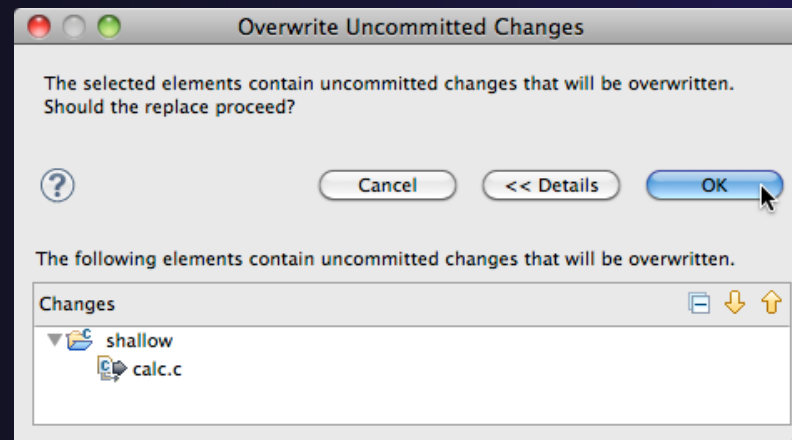 Overwrite Uncommitted Changes
The selected elements contain uncommitted changes that will be overwritten.
Should the replace proceed?
?
Cancel
<< Details
OK
The following elements contain uncommitted changes that will be overwritten.
Changes
shallow
calc.c